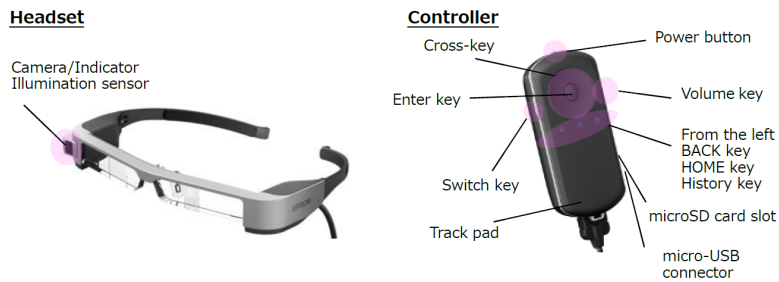 Headset
Camera/Indicator
Illumination sensor
EPSON
Controller
Cross-key
Power button
Enter key
Volume key
From the left
BACK key
HOME key
History key
Switch key
microSD card slot
Track pad
micro-USB
connector